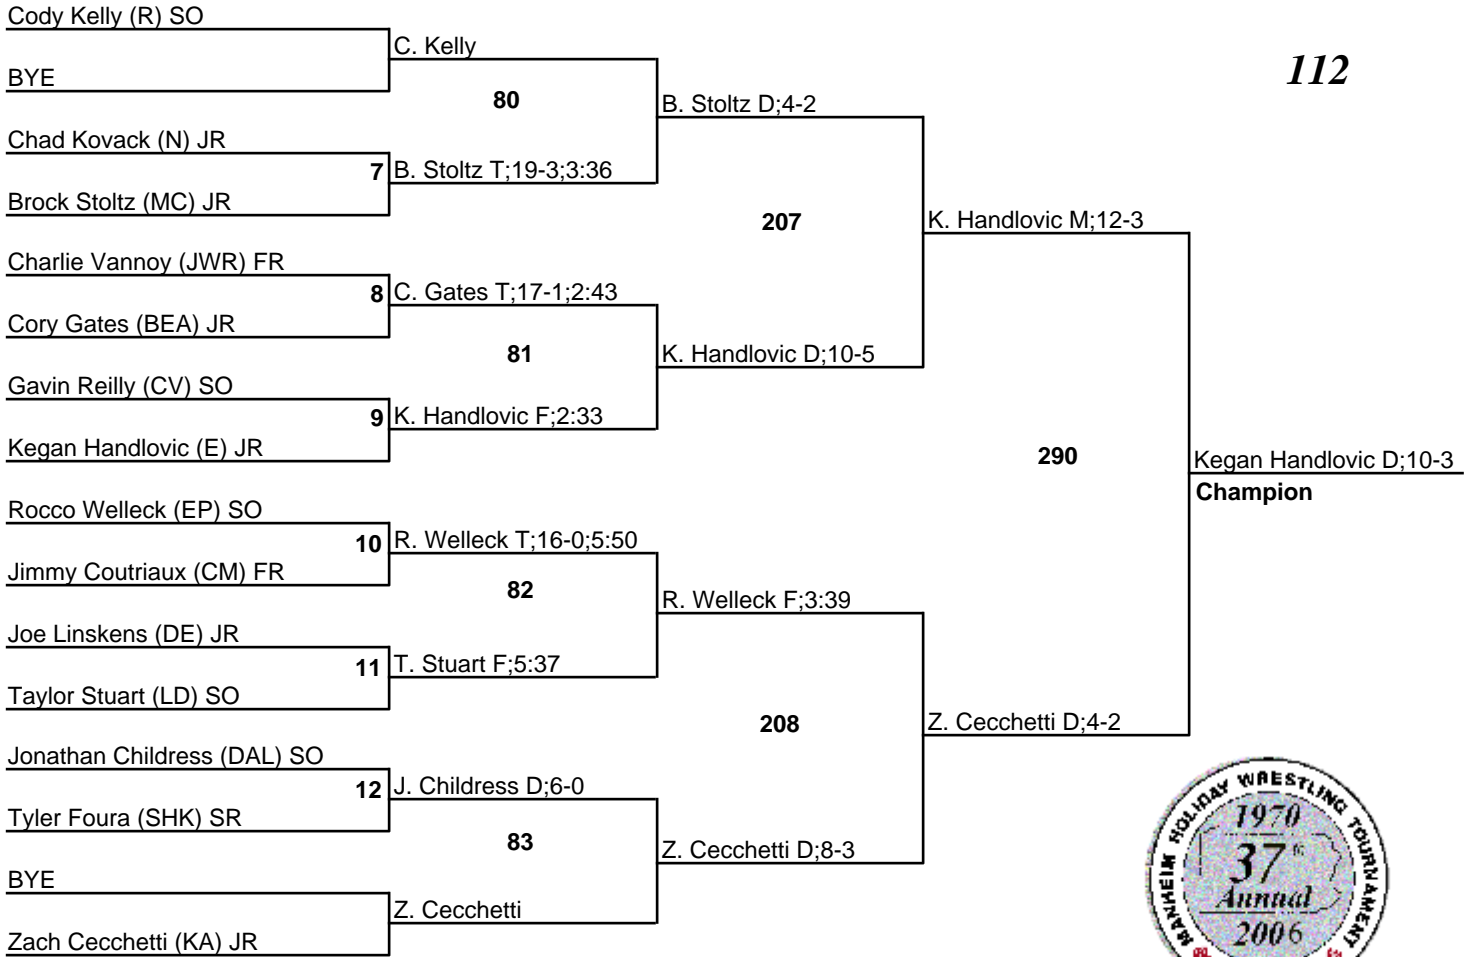 Cody Kelly (R) SO
BYE
Chad Kovack (N) JR
Brock Stoltz (MC) JR
Charlie Vannoy (JWR) FR
Cory Gates (BEA) JR
Gavin Reilly (CV) SO
Kegan Handlovic (E) JR
Rocco Welleck (EP) SO
Jimmy Coutriaux (CM) FR
Joe Linskens (DE) JR
Taylor Stuart (LD) SO
Jonathan Childress (DAL) SO
Tyler Foura (SHK) SR
BYE
Zach Cecchetti (KA) JR
7
8
9
10
11
12
C. Kelly
B. Stoltz T;19-3;3:36
C. Gates T;17-1;2:43
K. Handlovic F;2:33
R. Welleck T;16-0;5:50
T. Stuart F;5:37
J. Childress D;6-0
Z. Cecchetti
80
81
82
83
B. Stoltz D;4-2
K. Handlovic D;10-5
R. Welleck F;3:39
Z. Cecchetti D;8-3
207
208
K. Handlovic M;12-3
Z. Cecchetti D;4-2
290
Kegan Handlovic D;10-3
Champion
112
MANHEIM HOLIDAY WRESTLING TOURNAMENT
1970
37th
Annual
2006